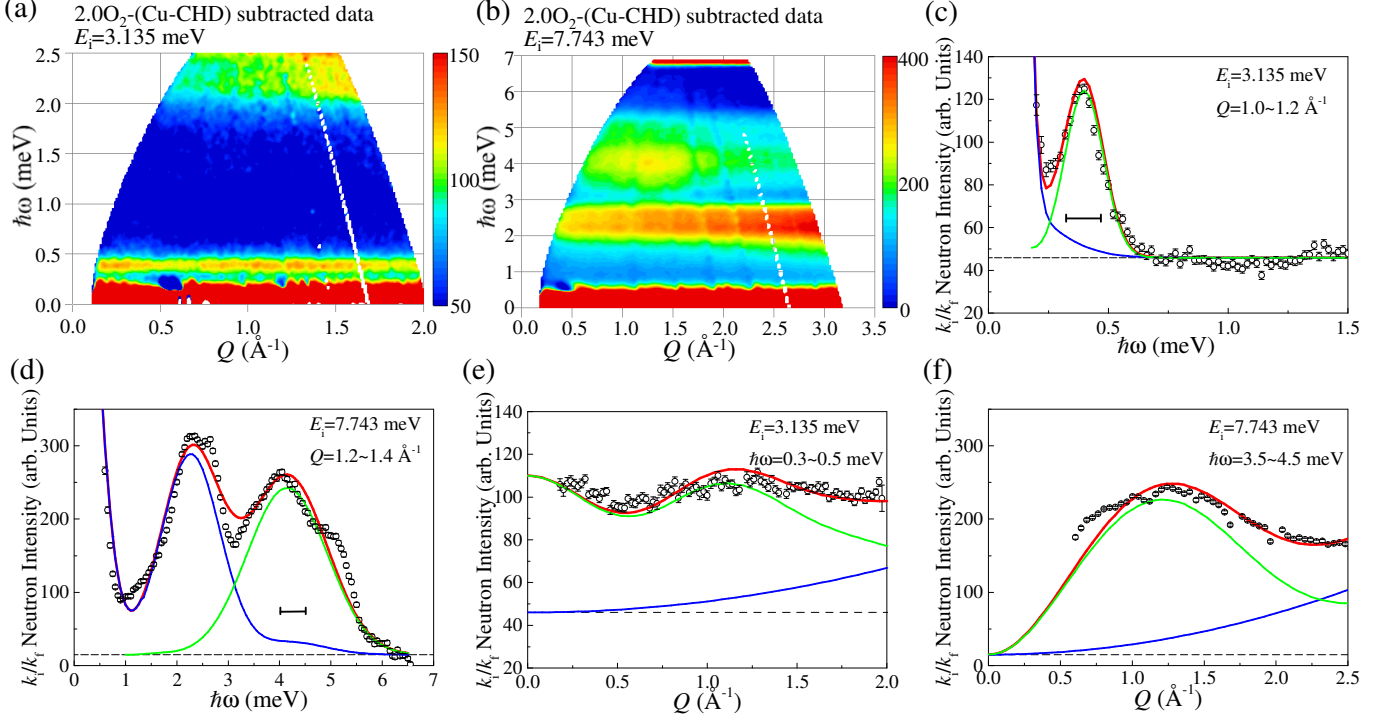 (a)
2.0O₂-(Cu-CHD) subtracted data
Eᵢ=3.135 meV
ℏω (meV)
2.5
2.0
1.5
1.0
0.5
0.0
0.0 0.5 1.0 1.5 2.0
Q (Å⁻¹)
150
100
50
(b)
2.0O₂-(Cu-CHD) subtracted data
Eᵢ=7.743 meV
ℏω (meV)
7
6
5
4
3
2
1
0
0.0 0.5 1.0 1.5 2.0 2.5 3.0 3.5
Q (Å⁻¹)
400
200
0
(c)
kᵢ/k_f Neutron Intensity (arb. Units)
140
120
100
80
60
40
20
Eᵢ=3.135 meV
Q=1.0~1.2 Å⁻¹
0.0 0.5 1.0 1.5
ℏω (meV)
(d)
kᵢ/k_f Neutron Intensity (arb. Units)
300
200
100
0
Eᵢ=7.743 meV
Q=1.2~1.4 Å⁻¹
0 1 2 3 4 5 6 7
ℏω (meV)
(e)
kᵢ/k_f Neutron Intensity (arb. Units)
140
120
100
80
60
40
20
Eᵢ=3.135 meV
ℏω=0.3~0.5 meV
0.0 0.5 1.0 1.5 2.0
Q (Å⁻¹)
(f)
kᵢ/k_f Neutron Intensity (arb. Units)
300
200
100
0
Eᵢ=7.743 meV
ℏω=3.5~4.5 meV
0.0 0.5 1.0 1.5 2.0 2.5
Q (Å⁻¹)